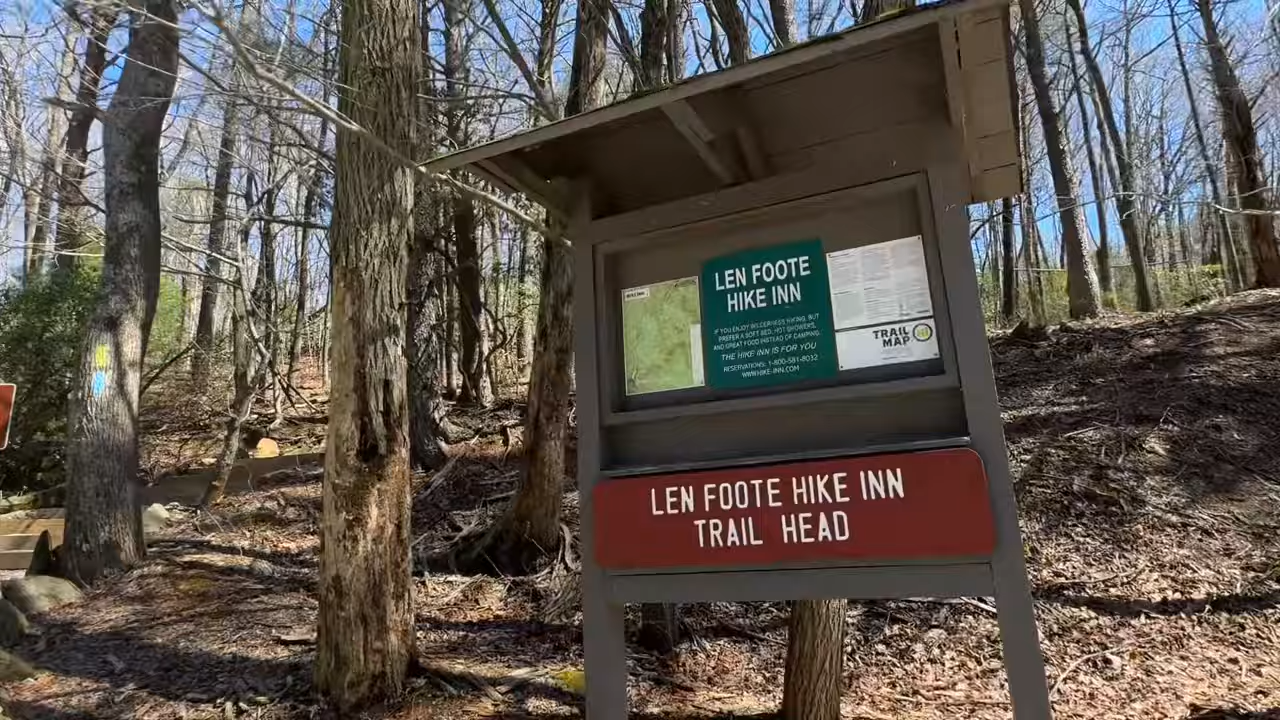 LEN FOOTE
HIKE INN
IF YOU ENJOY WILDERNESS HIKING, BUT
PREFER A SOFT BED, HOT SHOWERS,
AND GREAT FOOD INSTEAD OF CAMPING,
THE HIKE INN IS FOR YOU
RESERVATIONS: 1-800-581-8032
WWW.HIKE-INN.COM
TRAIL
MAP
LEN FOOTE HIKE INN
TRAIL HEAD